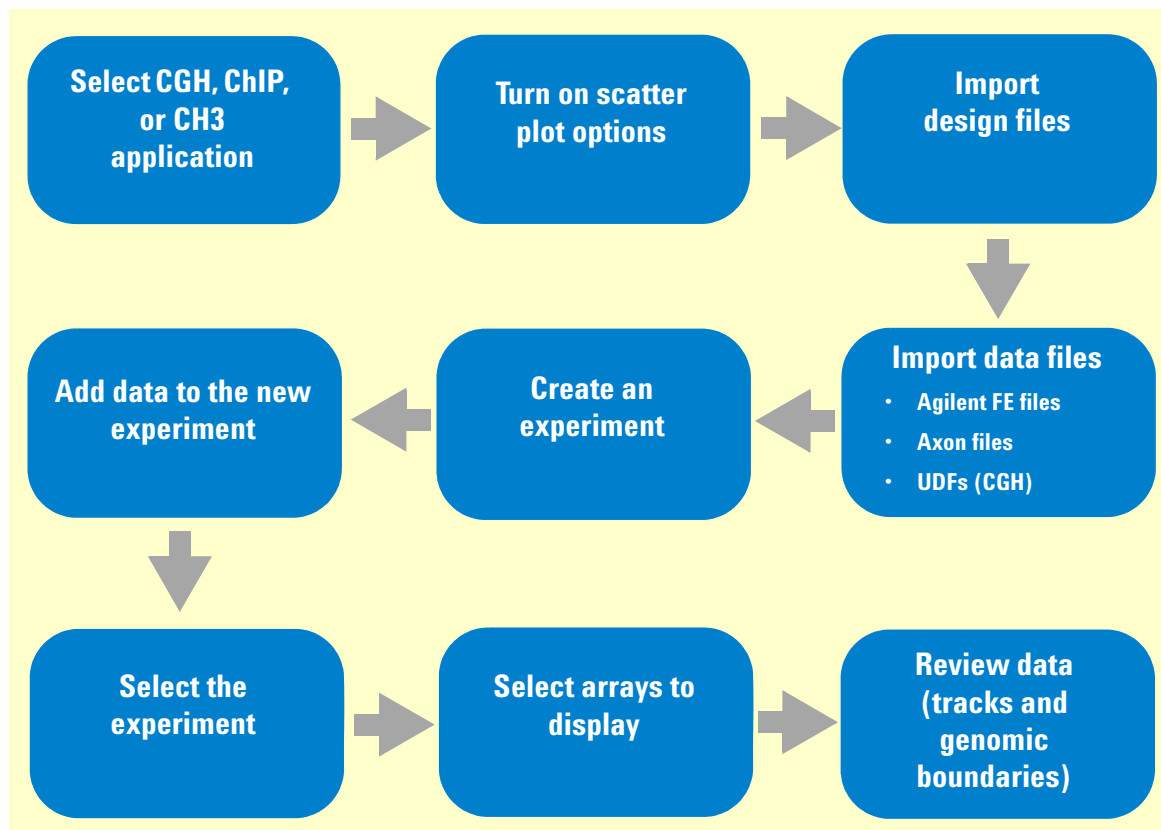 Select CGH, ChIP,
or CH3
application
Turn on scatter
plot options
Import
design files
Import data files
• Agilent FE files
• Axon files
• UDFs (CGH)
Create an
experiment
Add data to the new
experiment
Select the
experiment
Select arrays to
display
Review data
(tracks and
genomic
boundaries)